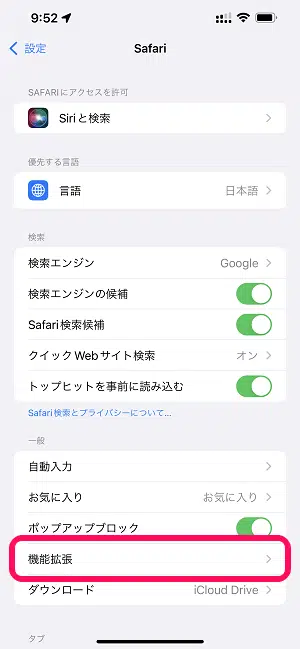 9:52
設定
Safari
SAFARIにアクセスを許可
Siriと検索
優先する言語
言語 日本語
検索
検索エンジン Google
検索エンジンの候補
Safari検索候補
クイックWebサイト検索 オン
トップヒットを事前に読み込む
Safari検索とプライバシーについて...
一般
自動入力
お気に入り お気に入り
ポップアップブロック
機能拡張
ダウンロード iCloud Drive
タブ